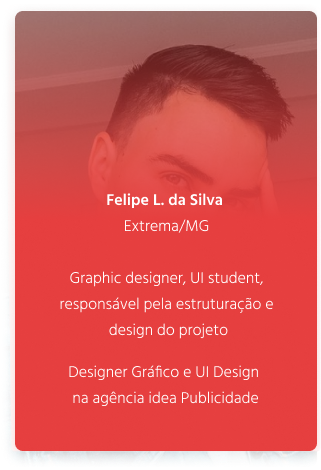 Felipe L. da Silva
Extrema/MG
Graphic designer, UI student,
responsável pela estruturação e
design do projeto
Designer Gráfico e UI Design
na agência idea Publicidade